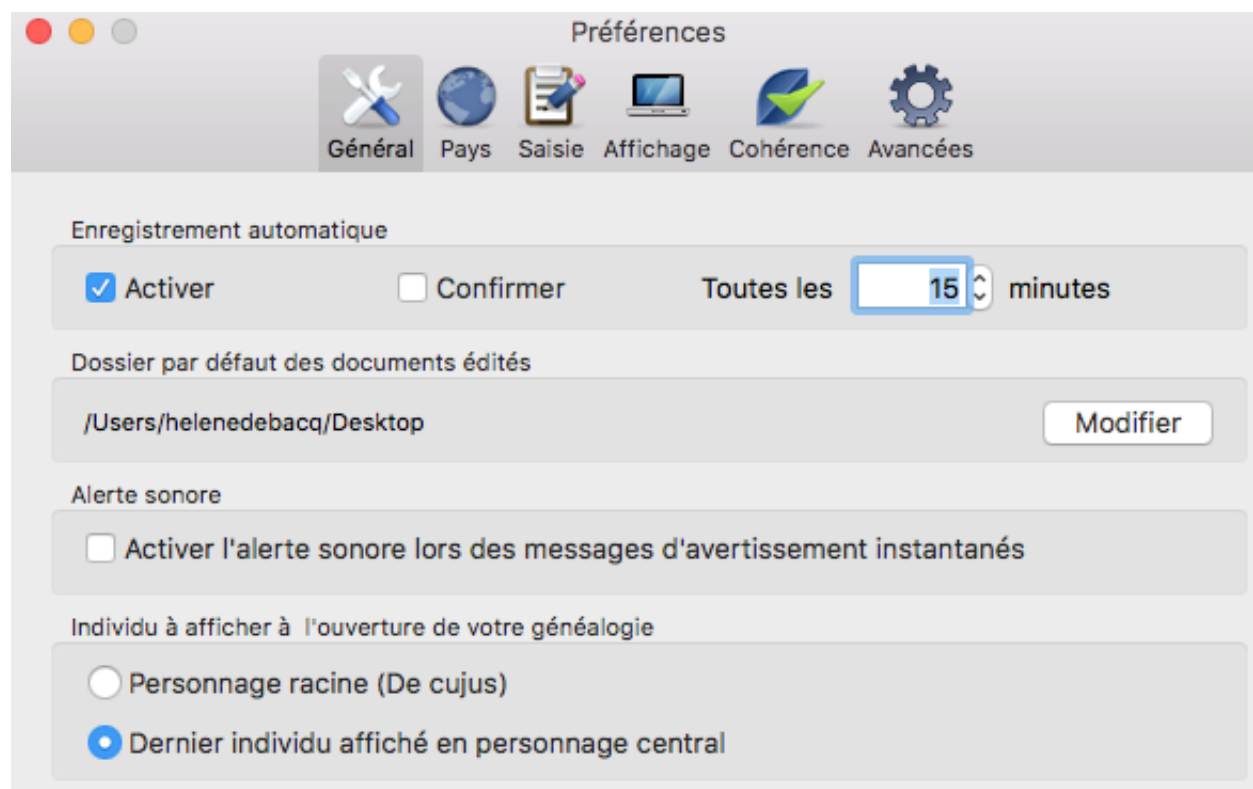 Préférences
Général Pays Saisie Affichage Cohérence Avancées
Enregistrement automatique
Activer Confirmer Toutes les 15 minutes
Dossier par défaut des documents édités
/Users/helenedebacq/Desktop Modifier
Alerte sonore
Activer l'alerte sonore lors des messages d'avertissement instantanés
Individu à afficher à l'ouverture de votre généalogie
Personnage racine (De cujus)
Dernier individu affiché en personnage central